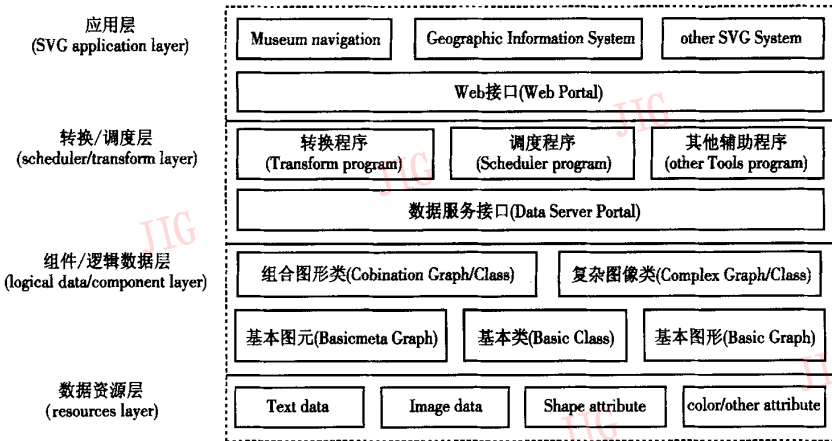 应用层
(SVG application layer)
Museum navigation
Geographic Information System
other SVG System
Web接口(Web Portal)
转换/调度层
(scheduler/transform layer)
转换程序
(Transform program)
调度程序
(Scheduler program)
其他辅助程序
(other Tools program)
数据服务接口(Data Server Portal)
组件/逻辑数据层
(logical data/component layer)
组合图形类(Cobination Graph/Class)
复杂图像类(Complex Graph/Class)
基本图元(Basicmeta Graph)
基本类(Basic Class)
基本图形(Basic Graph)
数据资源层
(resources layer)
Text data
Image data
Shape attribute
color/other attribute
JIG
JIG
JIG
JIG
JIG